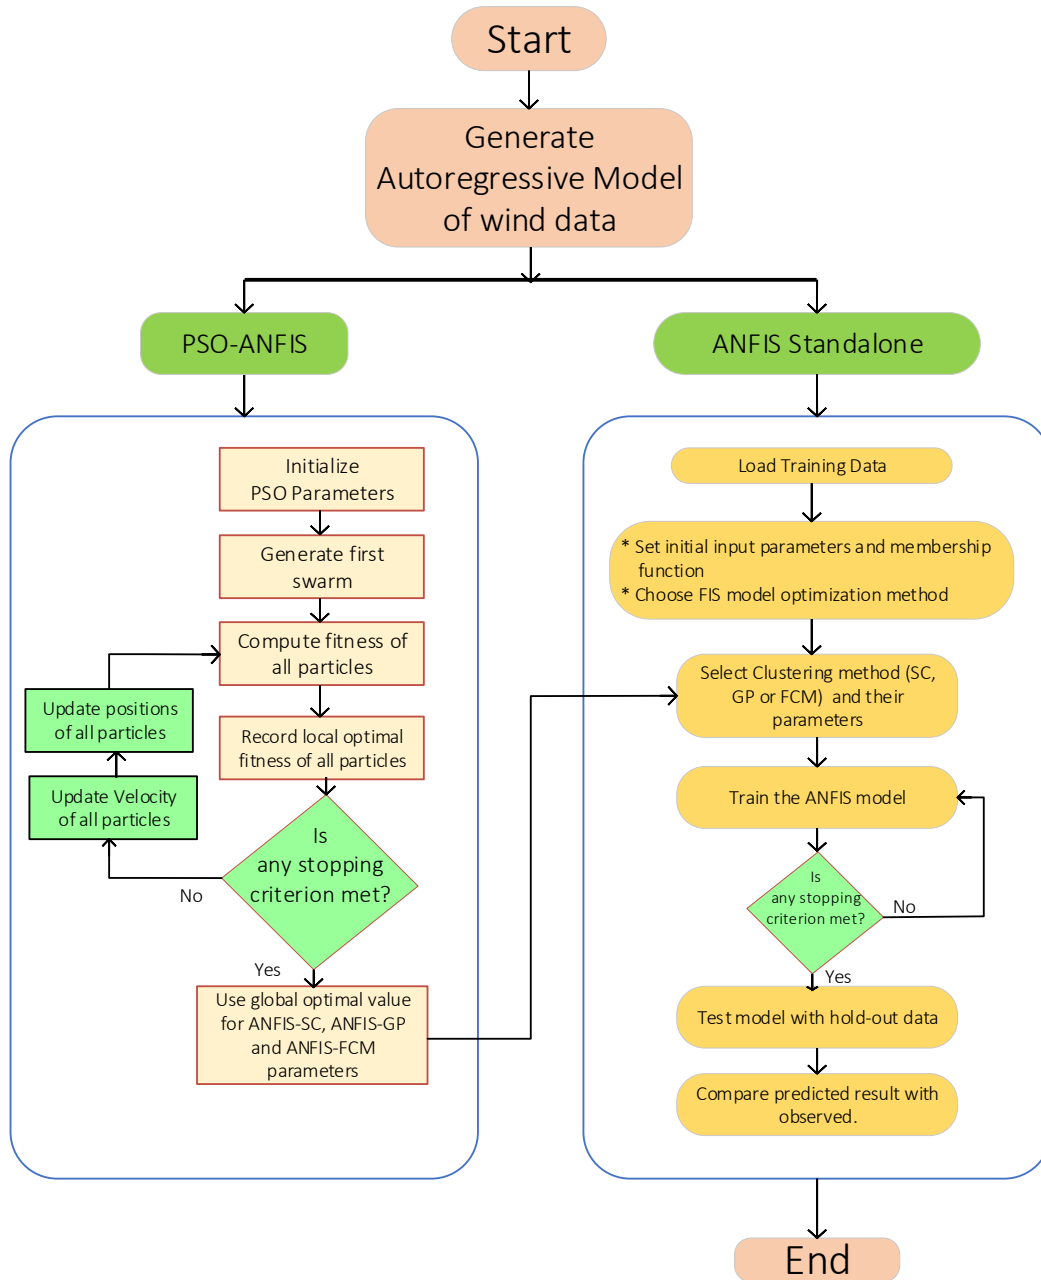 Start
Generate
Autoregressive Model
of wind data
PSO-ANFIS
ANFIS Standalone
Initialize
PSO Parameters
Generate first
swarm
Compute fitness of
all particles
Record local optimal
fitness of all particles
Update positions
of all particles
Update Velocity
of all particles
Is
any stopping
criterion met?
No
Yes
Use global optimal value
for ANFIS-SC, ANFIS-GP
and ANFIS-FCM
parameters
Load Training Data
* Set initial input parameters and membership
function
* Choose FIS model optimization method
Select Clustering method (SC,
GP or FCM) and their
parameters
Train the ANFIS model
Is
any stopping
criterion met?
No
Yes
Test model with hold-out data
Compare predicted result with
observed.
End